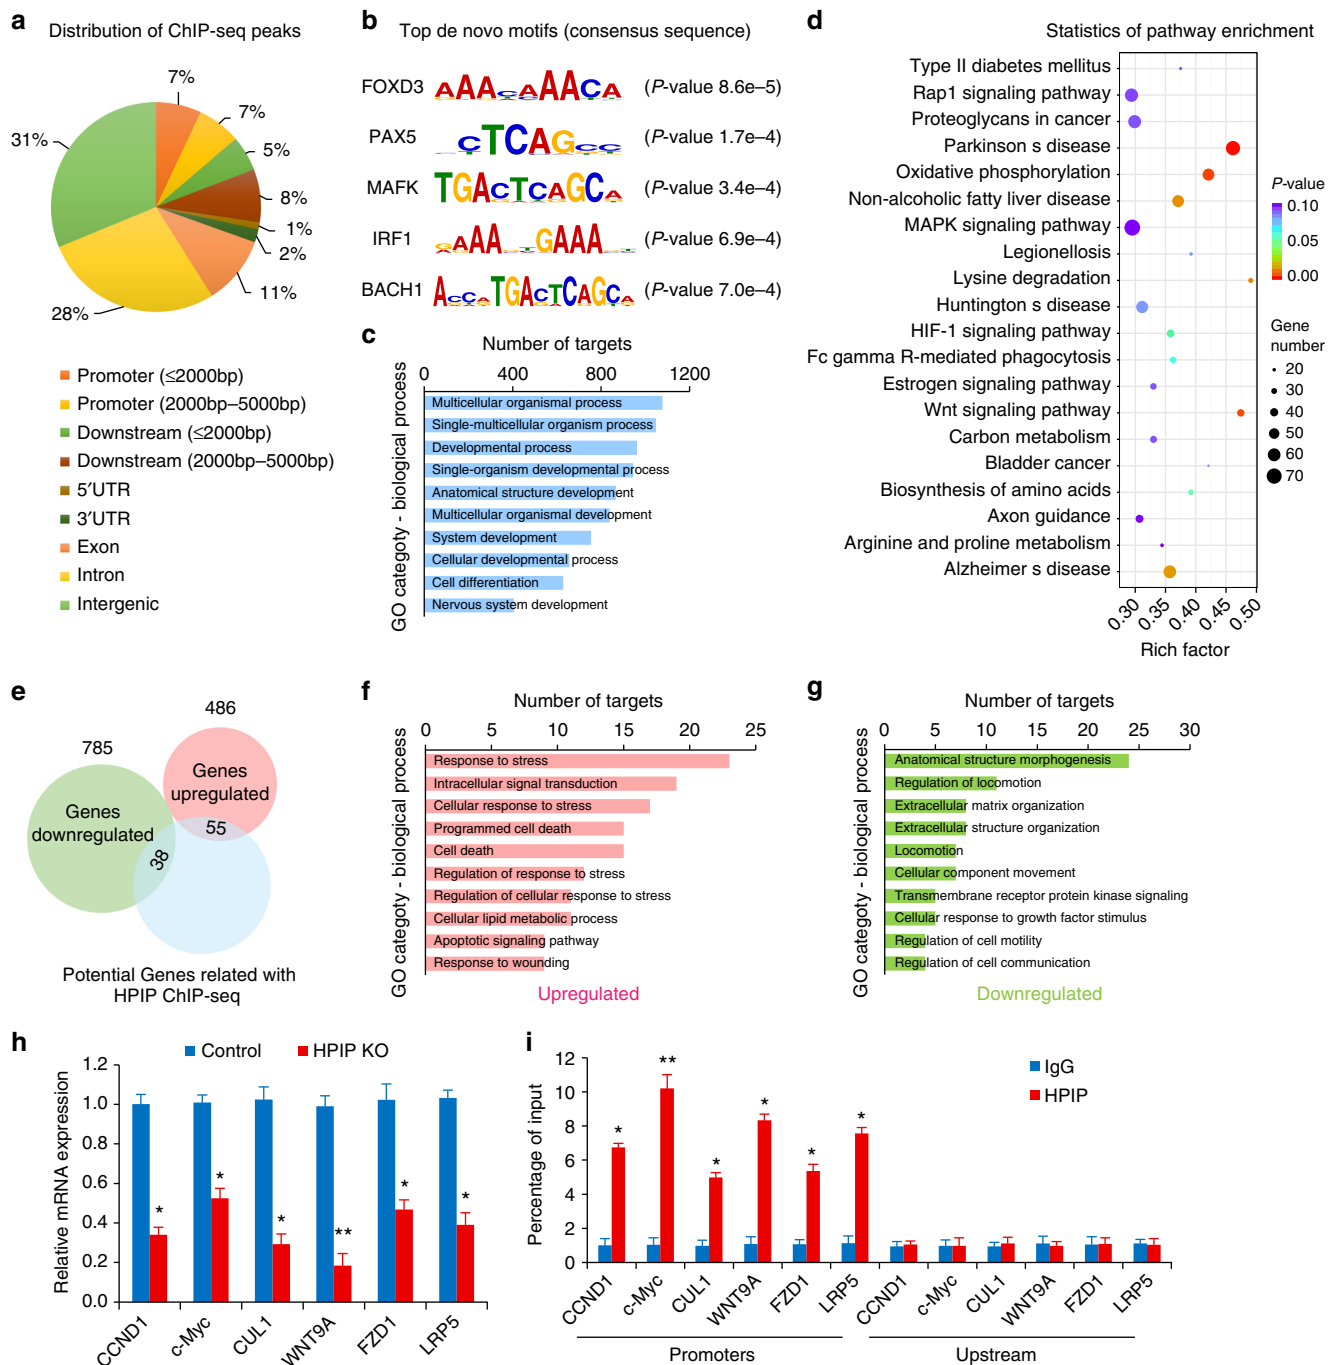 a
Distribution of ChIP-seq peaks
7%
7%
5%
8%
1%
2%
11%
28%
31%
Promoter (≤2000bp)
Promoter (2000bp–5000bp)
Downstream (≤2000bp)
Downstream (2000bp–5000bp)
5′UTR
3′UTR
Exon
Intron
Intergenic
b
Top de novo motifs (consensus sequence)
FOXD3 (P-value 8.6e–5)
PAX5 CTCAGCC (P-value 1.7e–4)
MAFK TGACTCAGCA (P-value 3.4e–4)
IRF1 (P-value 6.9e–4)
BACH1 ACCATGACTCAGCA (P-value 7.0e–4)
c
Number of targets
0 400 800 1200
GO categoty - biological process
Multicellular organismal process
Single-multicellular organism process
Developmental process
Single-organism developmental process
Anatomical structure development
Multicellular organismal development
System development
Cellular developmental process
Cell differentiation
Nervous system development
d
Statistics of pathway enrichment
Type II diabetes mellitus
Rap1 signaling pathway
Proteoglycans in cancer
Parkinson s disease
Oxidative phosphorylation
Non-alcoholic fatty liver disease
MAPK signaling pathway
Legionellosis
Lysine degradation
Huntington s disease
HIF-1 signaling pathway
Fc gamma R-mediated phagocytosis
Estrogen signaling pathway
Wnt signaling pathway
Carbon metabolism
Bladder cancer
Biosynthesis of amino acids
Axon guidance
Arginine and proline metabolism
Alzheimer s disease
0.30 0.35 0.40 0.45 0.50
Rich factor
P-value
0.10
0.05
0.00
Gene
number
20
30
40
50
60
70
e
486
785
Genes
upregulated
Genes
downregulated
55
38
Potential Genes related with
HPIP ChIP-seq
f
Number of targets
0 5 10 15 20 25
GO categoty - biological process
Response to stress
Intracellular signal transduction
Cellular response to stress
Programmed cell death
Cell death
Regulation of response to stress
Regulation of cellular response to stress
Cellular lipid metabolic process
Apoptotic signaling pathway
Response to wounding
Upregulated
g
Number of targets
0 5 10 15 20 25 30
GO categoty - biological process
Anatomical structure morphogenesis
Regulation of locomotion
Extracellular matrix organization
Extracellular structure organization
Locomotion
Cellular component movement
Transmembrane receptor protein kinase signaling
Cellular response to growth factor stimulus
Regulation of cell motility
Regulation of cell communication
Downregulated
h
Control HPIP KO
Relative mRNA expression
1.2
1.0
0.8
0.6
0.4
0.2
0.0
* * * ** * *
CCND1 c-Myc CUL1 WNT9A FZD1 LRP5
i
IgG
HPIP
Percentage of input
12
10
8
6
4
2
0
* ** * * * *
CCND1 c-Myc CUL1 WNT9A FZD1 LRP5 CCND1 c-Myc CUL1 WNT9A FZD1 LRP5
Promoters Upstream